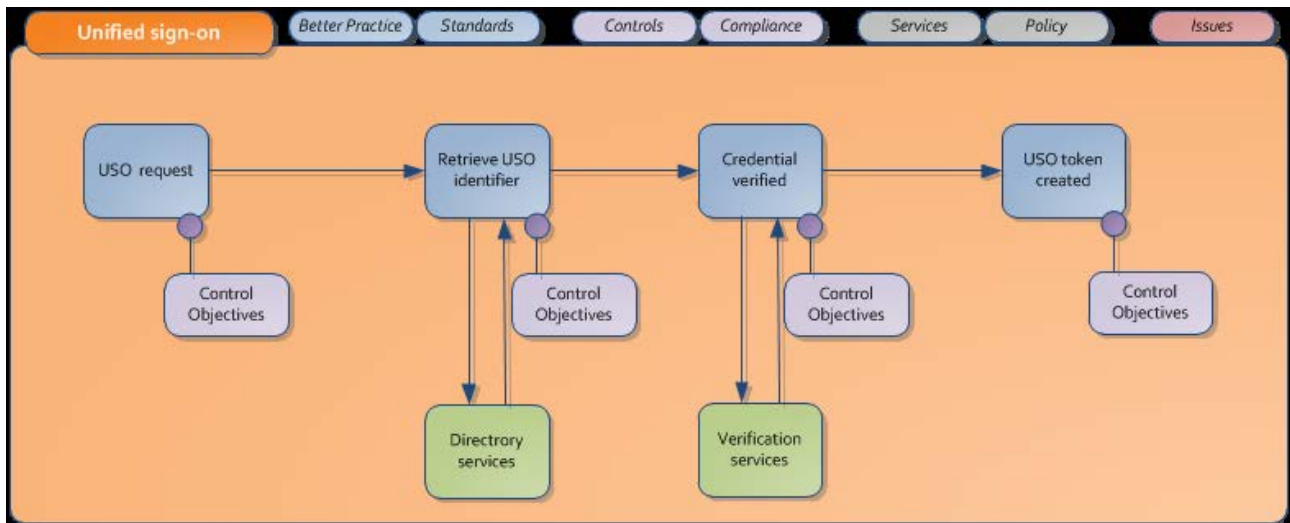 Unified sign-on
Better Practice
Standards
Controls
Compliance
Services
Policy
Issues
USO request
Retrieve USO
identifier
Credential
verified
USO token
created
Control
Objectives
Control
Objectives
Control
Objectives
Control
Objectives
Directrory
services
Verification
services